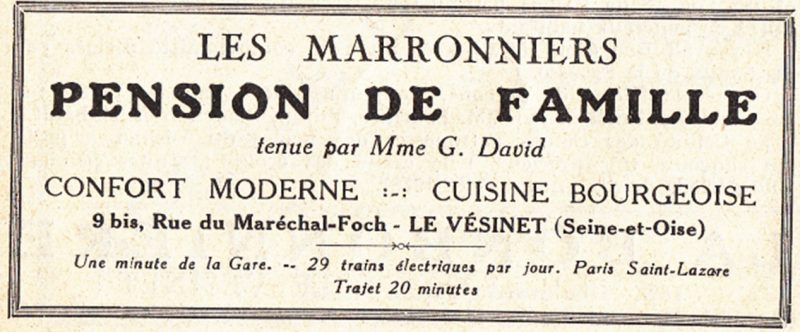 LES MARRONNIERS
PENSION DE FAMILLE
tenue par Mme G. David
CONFORT MODERNE :-: CUISINE BOURGEOISE
9 bis, Rue du Maréchal-Foch - LE VÉSINET (Seine-et-Oise)
Une minute de la Gare. -- 29 trains électriques par jour. Paris Saint-Lazare
Trajet 20 minutes